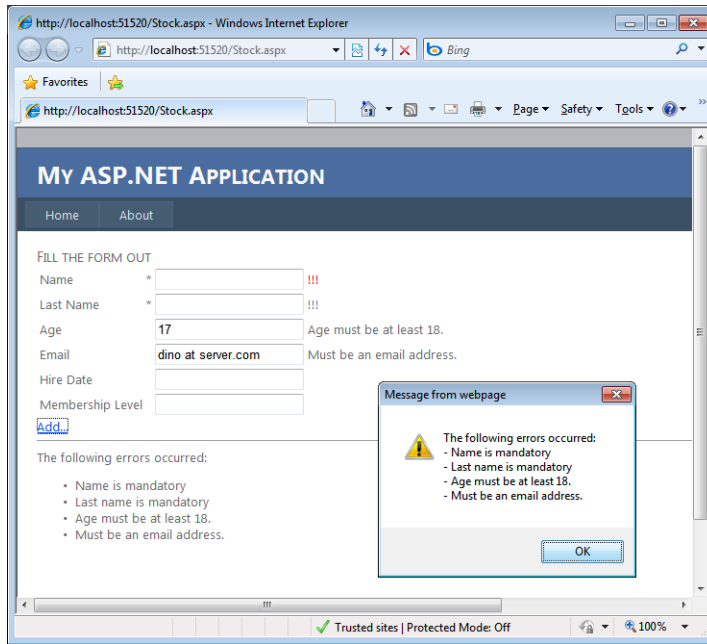 http://localhost:51520/Stock.aspx - Windows Internet Explorer
http://localhost:51520/Stock.aspx
Bing
Favorites
http://localhost:51520/Stock.aspx
Page
Safety
Tools
»
MY ASP.NET APPLICATION
Home
About
FILL THE FORM OUT
Name * !!!
Last Name * !!!
Age 17 Age must be at least 18.
Email dino at server.com Must be an email address.
Hire Date
Membership Level
Add...
The following errors occurred:
• Name is mandatory
• Last name is mandatory
• Age must be at least 18.
• Must be an email address.
Message from webpage
The following errors occurred:
- Name is mandatory
- Last name is mandatory
- Age must be at least 18.
- Must be an email address.
OK
Trusted sites | Protected Mode: Off
100%